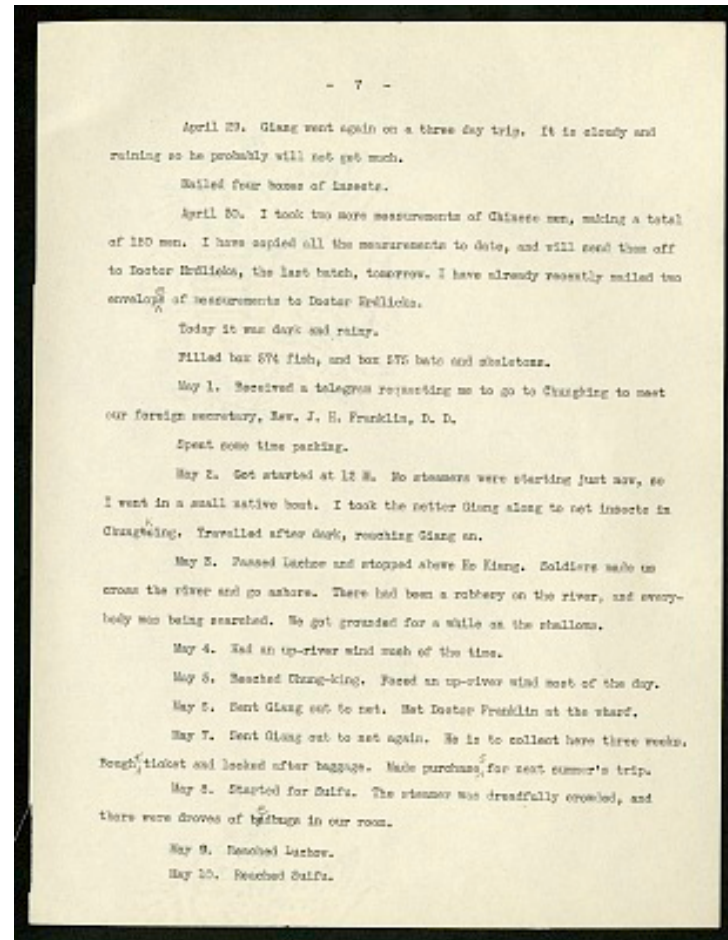 - 7 -
April 29. Giang went again on a three day trip. It is cloudy and
raining so he probably will not get much.
Mailed four boxes of insects.
April 30. I took two more measurements of Chinese men, making a total
of 150 men. I have copied all the measurements to date, and will send them off
to Doctor Hrdlicka, the last batch, tomorrow. I have already recently mailed two
envelopes of measurements to Doctor Hrdlicka.
Today it was dark and rainy.
Filled box 574 fish, and box 575 bats and skeletons.
May 1. Received a telegram requesting me to go to Chungking to meet
our foreign secretary, Rev. J. H. Franklin, D. D.
Spent some time packing.
May 2. Got started at 12 M. No steamers were starting just now, so
I went in a small native boat. I took the netter Giang along to net insects in
Chungking. Travelled after dark, reaching Giang an.
May 3. Passed Luchow and stopped above Ho Kiang. Soldiers made us
cross the river and go ashore. There had been a robbery on the river, and every-
body was being searched. We got grounded for a while on the shallows.
May 4. Had an up-river wind much of the time.
May 5. Reached Chung-king. Faced an up-river wind most of the day.
May 6. Sent Giang out to net. Met Doctor Franklin at the wharf.
May 7. Sent Giang out to net again. He is to collect here three weeks.
Bought ticket and looked after baggage. Made purchases for next summer's trip.
May 8. Started for Suifu. The steamer was dreadfully crowded, and
there were droves of bedbugs in our room.
May 9. Reached Luchow.
May 10. Reached Suifu.